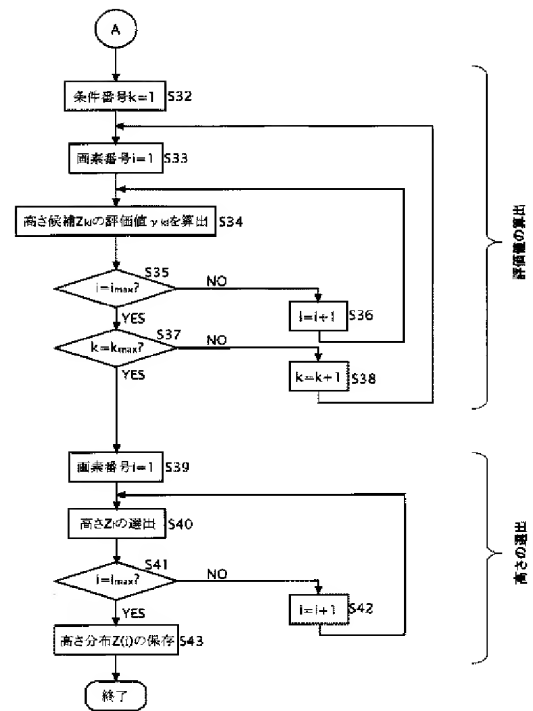 A
条件番号k=1 S32
画素番号i=1 S33
高さ候補Zkiの評価値γkiを算出 S34
S35
i=imax?
NO
YES
i=i+1 S36
S37
k=kmax?
NO
YES
k=k+1 S38
評価値の算出
画素番号i=1 S39
高さZiの選出 S40
S41
i=imax?
NO
YES
i=i+1 S42
高さ分布Z(i)の保存 S43
終了
高さの選出